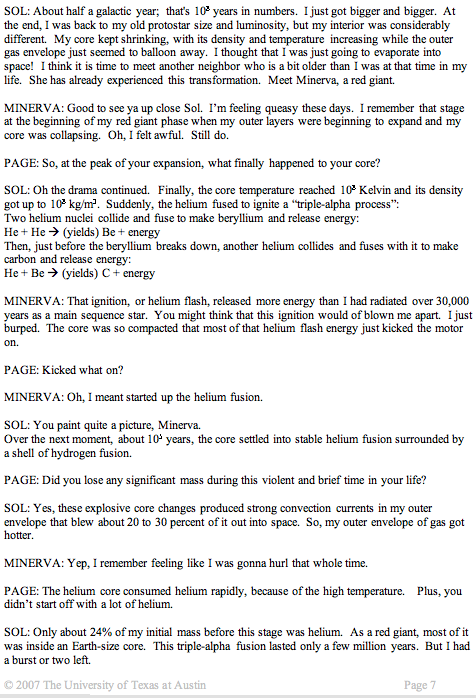 SOL: About half a galactic year; that's 10⁸ years in numbers. I just got bigger and bigger. At
the end, I was back to my old protostar size and luminosity, but my interior was considerably
different. My core kept shrinking, with its density and temperature increasing while the outer
gas envelope just seemed to balloon away. I thought that I was just going to evaporate into
space! I think it is time to meet another neighbor who is a bit older than I was at that time in my
life. She has already experienced this transformation. Meet Minerva, a red giant.
MINERVA: Good to see ya up close Sol. I'm feeling queasy these days. I remember that stage
at the beginning of my red giant phase when my outer layers were beginning to expand and my
core was collapsing. Oh, I felt awful. Still do.
PAGE: So, at the peak of your expansion, what finally happened to your core?
SOL: Oh the drama continued. Finally, the core temperature reached 10⁸ Kelvin and its density
got up to 10⁸ kg/m³. Suddenly, the helium fused to ignite a "triple-alpha process":
Two helium nuclei collide and fuse to make beryllium and release energy:
He + He → (yields) Be + energy
Then, just before the beryllium breaks down, another helium collides and fuses with it to make
carbon and release energy:
He + Be → (yields) C + energy
MINERVA: That ignition, or helium flash, released more energy than I had radiated over 30,000
years as a main sequence star. You might think that this ignition would of blown me apart. I just
burped. The core was so compacted that most of that helium flash energy just kicked the motor
on.
PAGE: Kicked what on?
MINERVA: Oh, I meant started up the helium fusion.
SOL: You paint quite a picture, Minerva.
Over the next moment, about years, the core settled into stable helium fusion surrounded by
a shell of hydrogen fusion.
PAGE: Did you lose any significant mass during this violent and brief time in your life?
SOL: Yes, these explosive core changes produced strong convection currents in my outer
envelope that blew about 20 to 30 percent of it out into space. So, my outer envelope of gas got
hotter.
MINERVA: Yep, I remember feeling like I was gonna hurl that whole time.
PAGE: The helium core consumed helium rapidly, because of the high temperature. Plus, you
didn't start off with a lot of helium.
SOL: Only about 24% of my initial mass before this stage was helium. As a red giant, most of it
was inside an Earth-size core. This triple-alpha fusion lasted only a few million years. But I had
a burst or two left.
© 2007 The University of Texas at Austin Page 7